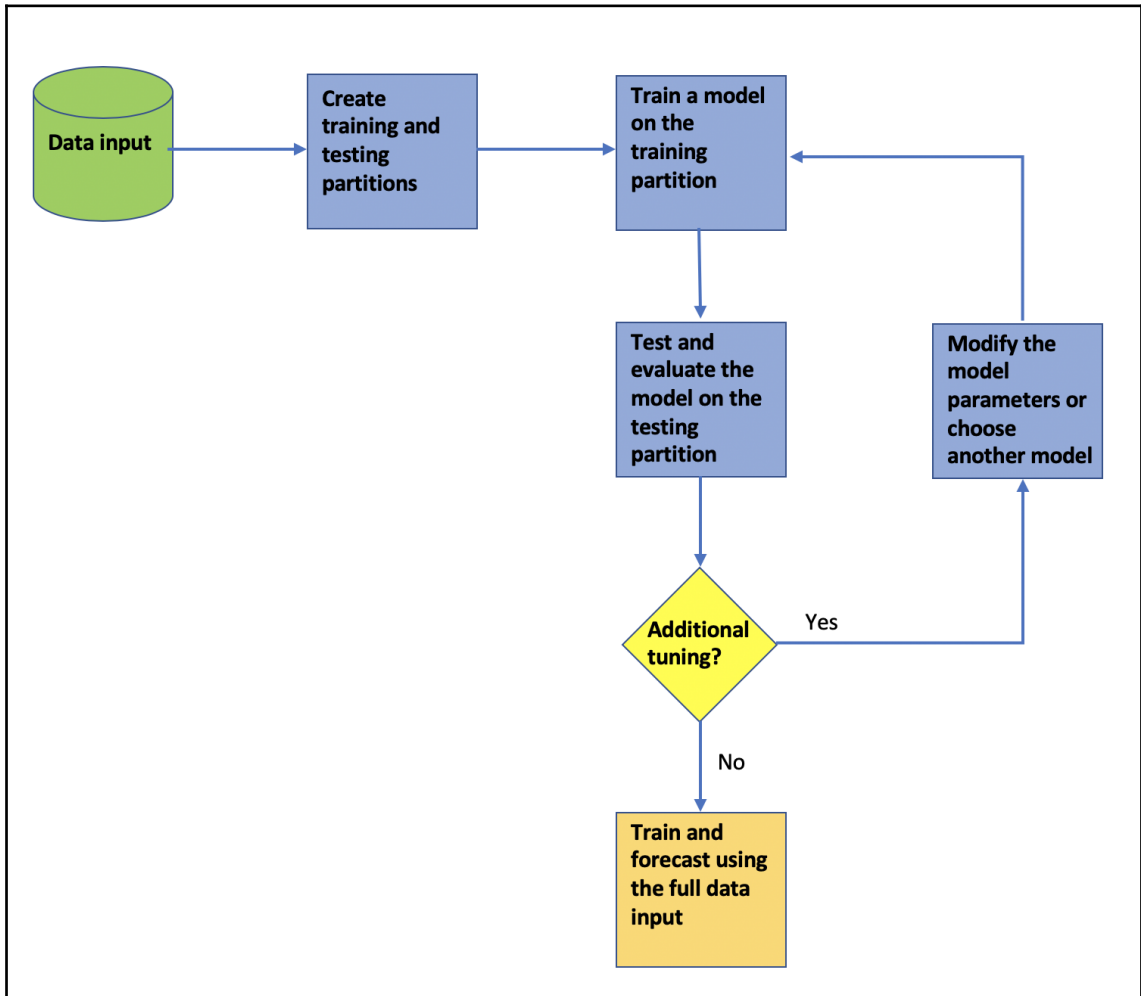 Data input
Create
training and
testing
partitions
Train a model
on the
training
partition
Test and
evaluate the
model on the
testing
partition
Modify the
model
parameters or
choose
another model
Additional
tuning?
Yes
No
Train and
forecast using
the full data
input